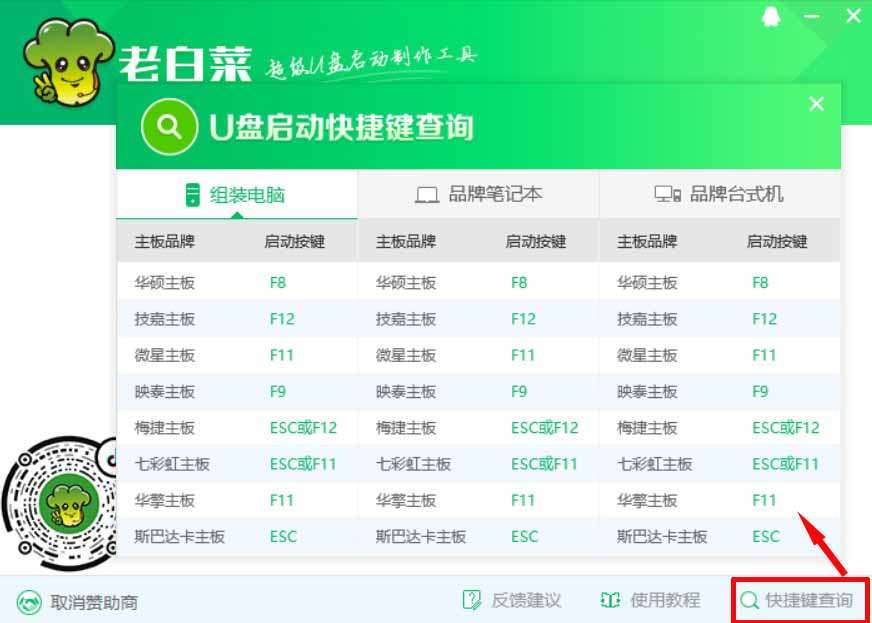 老白菜 超级U盘启动制作工具
U盘启动快捷键查询
组装电脑 品牌笔记本 品牌台式机
主板品牌 启动按键 主板品牌 启动按键 主板品牌 启动按键
华硕主板 F8 华硕主板 F8 华硕主板 F8
技嘉主板 F12 技嘉主板 F12 技嘉主板 F12
微星主板 F11 微星主板 F11 微星主板 F11
映泰主板 F9 映泰主板 F9 映泰主板 F9
梅捷主板 ESC或F12 梅捷主板 ESC或F12 梅捷主板 ESC或F12
七彩虹主板 ESC或F11 七彩虹主板 ESC或F11 七彩虹主板 ESC或F11
华擎主板 F11 华擎主板 F11 华擎主板 F11
斯巴达卡主板 ESC 斯巴达卡主板 ESC 斯巴达卡主板 ESC
取消赞助商 反馈建议 使用教程 快捷键查询